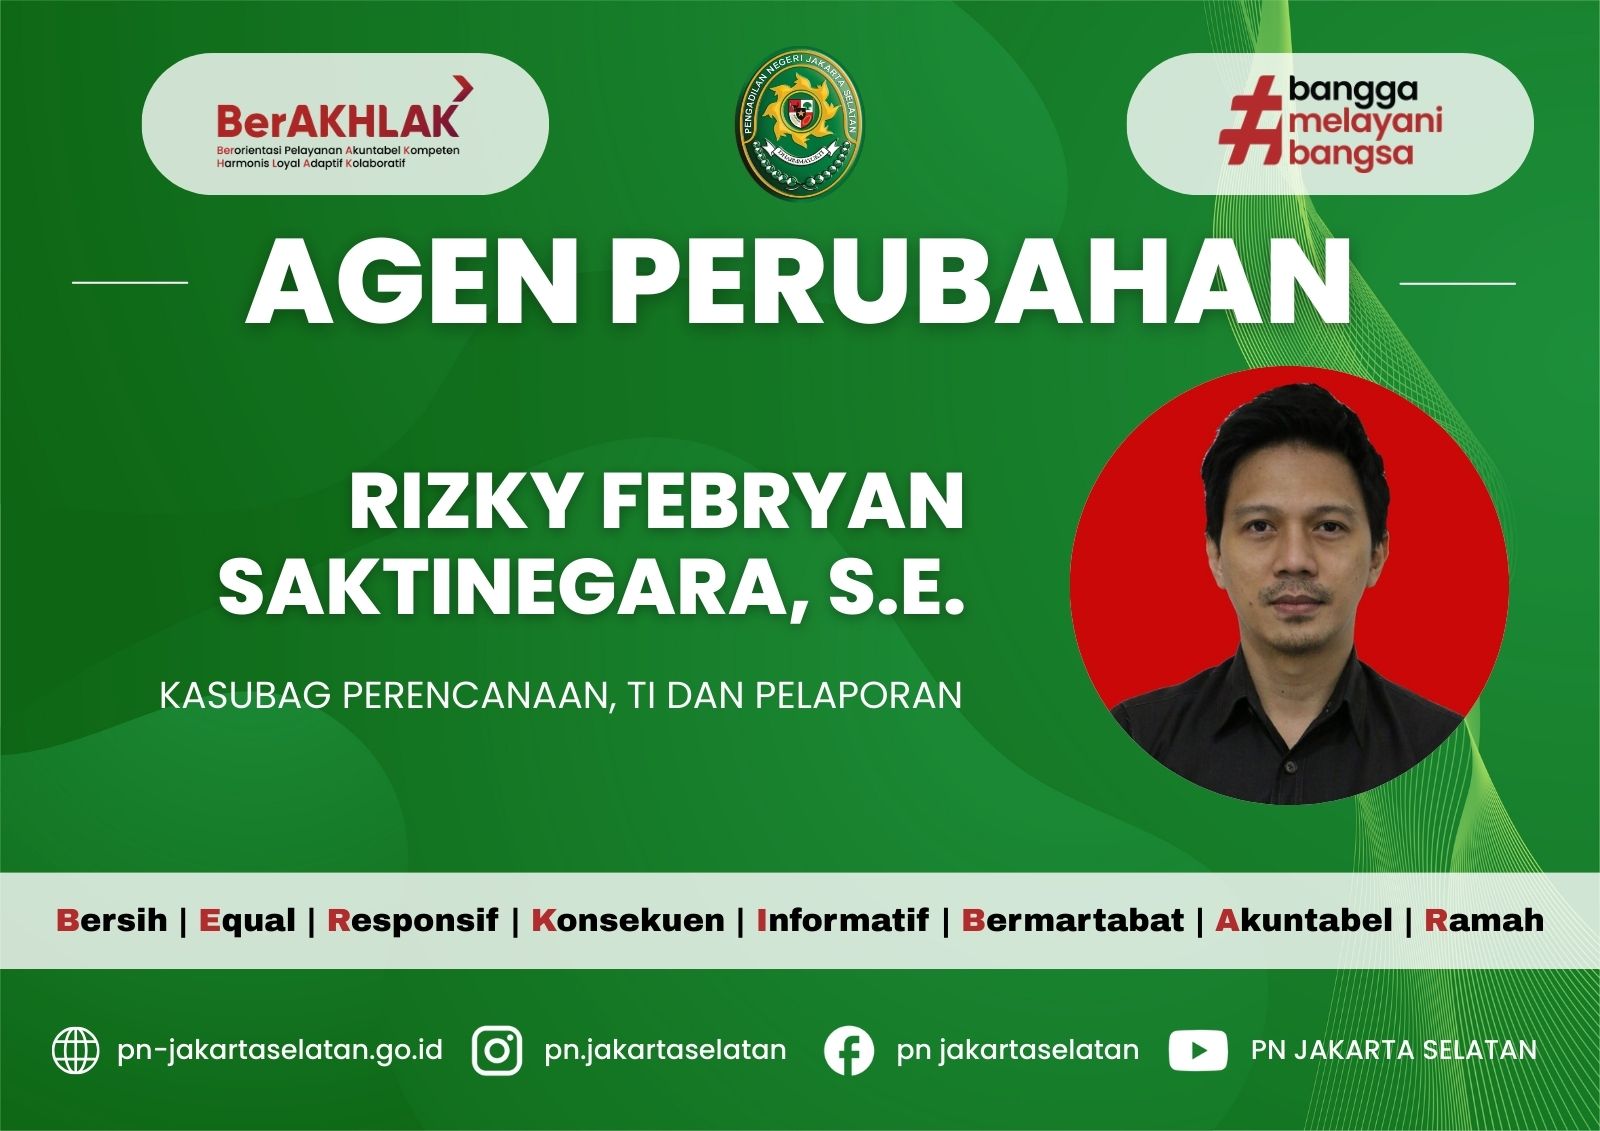 BerAKHLAK
Berorientasi Pelayanan Akuntabel Kompeten
Harmonis Loyal Adaptif Kolaboratif
PENGADILAN NEGERI JAKARTA SELATAN
DHARMMAYUKTI
#bangga
melayani
bangsa
AGEN PERUBAHAN
RIZKY FEBRYAN
SAKTINEGARA, S.E.
KASUBAG PERENCANAAN, TI DAN PELAPORAN
Bersih | Equal | Responsif | Konsekuen | Informatif | Bermartabat | Akuntabel | Ramah
pn-jakartaselatan.go.id
pn.jakartaselatan
pn jakartaselatan
PN JAKARTA SELATAN